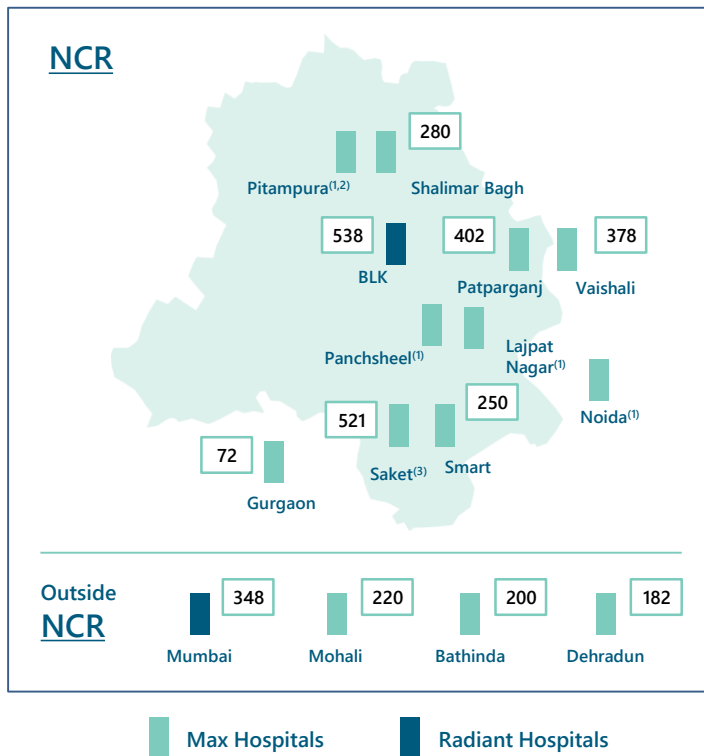 NCR
280
Pitampura(1,2)
Shalimar Bagh
538
402
378
BLK
Patparganj
Vaishali
Panchsheel(1)
Lajpat
Nagar(1)
Noida(1)
250
521
72
Saket(3)
Smart
Gurgaon
Outside
NCR
348
220
200
182
Mumbai
Mohali
Bathinda
Dehradun
Max Hospitals
Radiant Hospitals